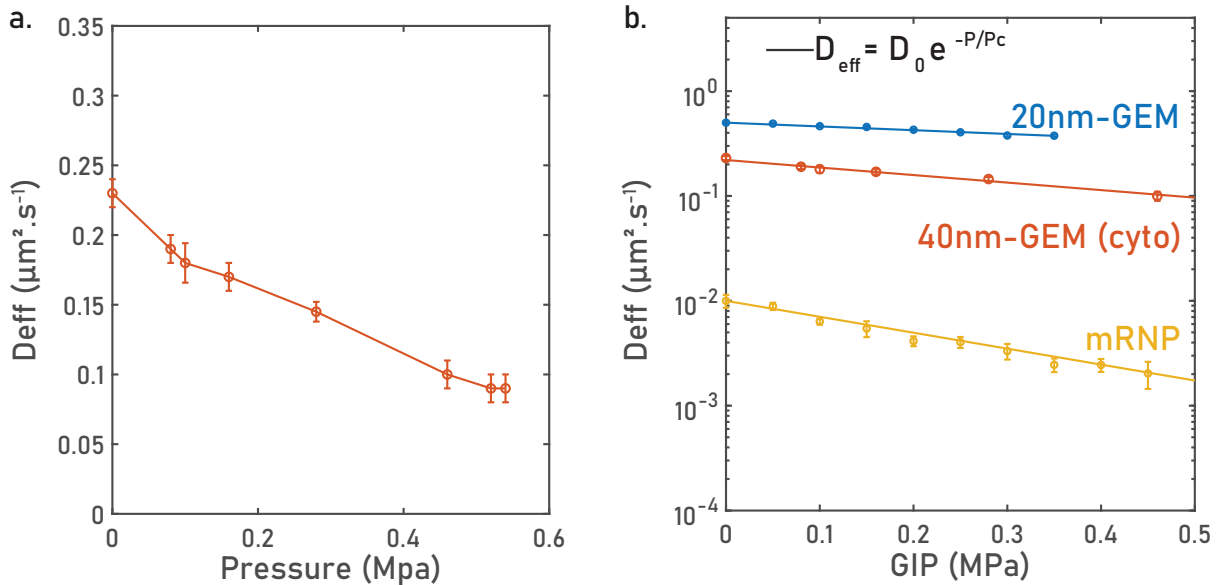 a.
0.35
0.3
0.25
0.2
0.15
0.1
0.05
0
0
0.2
0.4
0.6
Deff (µm².s⁻¹)
Pressure (Mpa)
b.
D_eff = D_0 e^-P/Pc
10⁰
10⁻¹
10⁻²
10⁻³
10⁻⁴
20nm-GEM
40nm-GEM (cyto)
mRNP
0
0.1
0.2
0.3
0.4
0.5
Deff (µm².s⁻¹)
GIP (MPa)